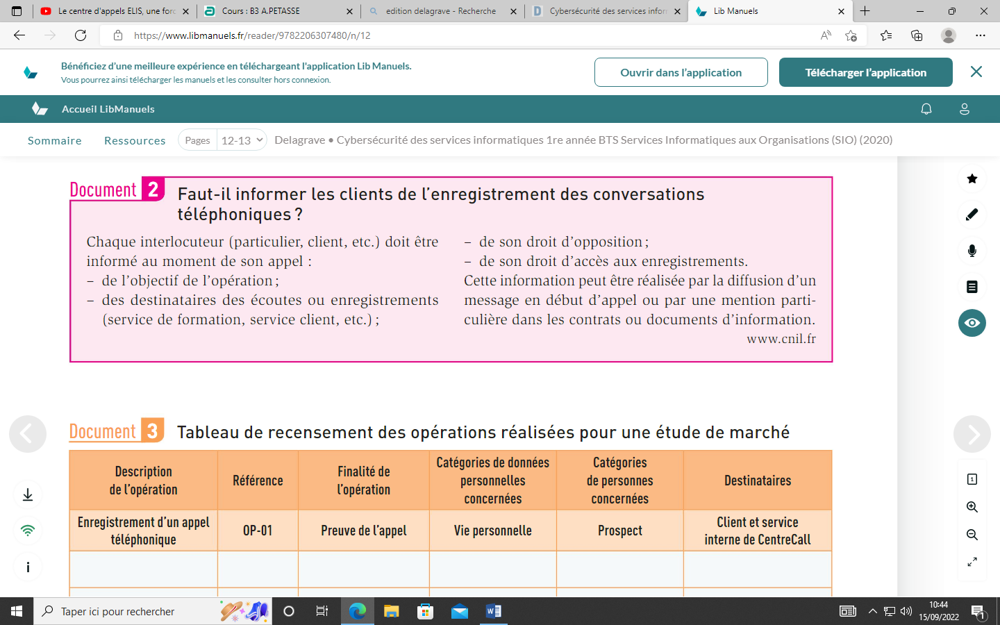 Le centre d'appels ELIS, une forc
Cours : B3 A.PETASSE
edition delagrave - Recherche
Cybersécurité des services inforn
Lib Manuels
https://www.libmanuels.fr/reader/9782206307480/n/12
Bénéficiez d'une meilleure expérience en téléchargeant l'application Lib Manuels.
Vous pourrez ainsi télécharger les manuels et les consulter hors connexion.
Ouvrir dans l'application
Télécharger l'application
Accueil LibManuels
Sommaire
Ressources
Pages
12-13
Delagrave • Cybersécurité des services informatiques 1re année BTS Services Informatiques aux Organisations (SIO) (2020)
Document 2
Faut-il informer les clients de l'enregistrement des conversations
téléphoniques ?
Chaque interlocuteur (particulier, client, etc.) doit être
informé au moment de son appel :
– de l'objectif de l'opération ;
– des destinataires des écoutes ou enregistrements
(service de formation, service client, etc.) ;
– de son droit d'opposition ;
– de son droit d'accès aux enregistrements.
Cette information peut être réalisée par la diffusion d'un
message en début d'appel ou par une mention parti-
culière dans les contrats ou documents d'information.
www.cnil.fr
Document 3
Tableau de recensement des opérations réalisées pour une étude de marché
Description
de l'opération
Référence
Finalité de
l'opération
Catégories de données
personnelles
concernées
Catégories
de personnes
concernées
Destinataires
Enregistrement d'un appel
téléphonique
OP-01
Preuve de l'appel
Vie personnelle
Prospect
Client et service
interne de CentreCall
1
Taper ici pour rechercher
10:44
15/09/2022
1